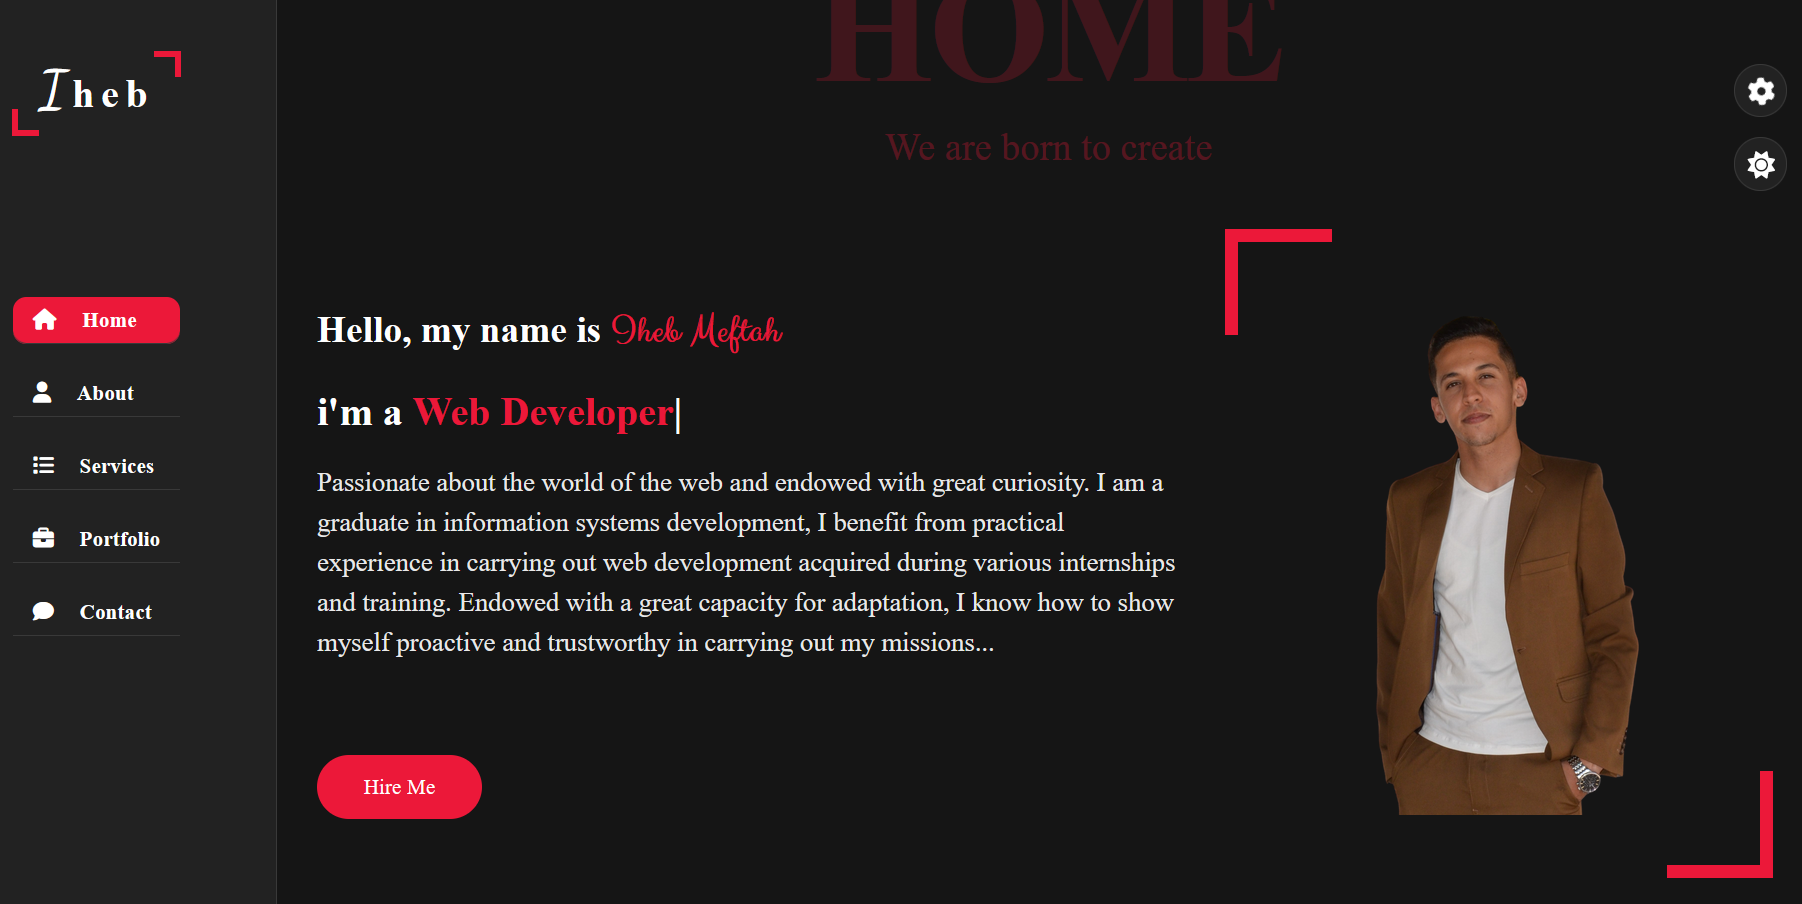 Iheb
HOME
We are born to create
Home
About
Services
Portfolio
Contact
Hello, my name is Iheb Meftah
i'm a Web Developer|
Passionate about the world of the web and endowed with great curiosity. I am a
graduate in information systems development, I benefit from practical
experience in carrying out web development acquired during various internships
and training. Endowed with a great capacity for adaptation, I know how to show
myself proactive and trustworthy in carrying out my missions...
Hire Me